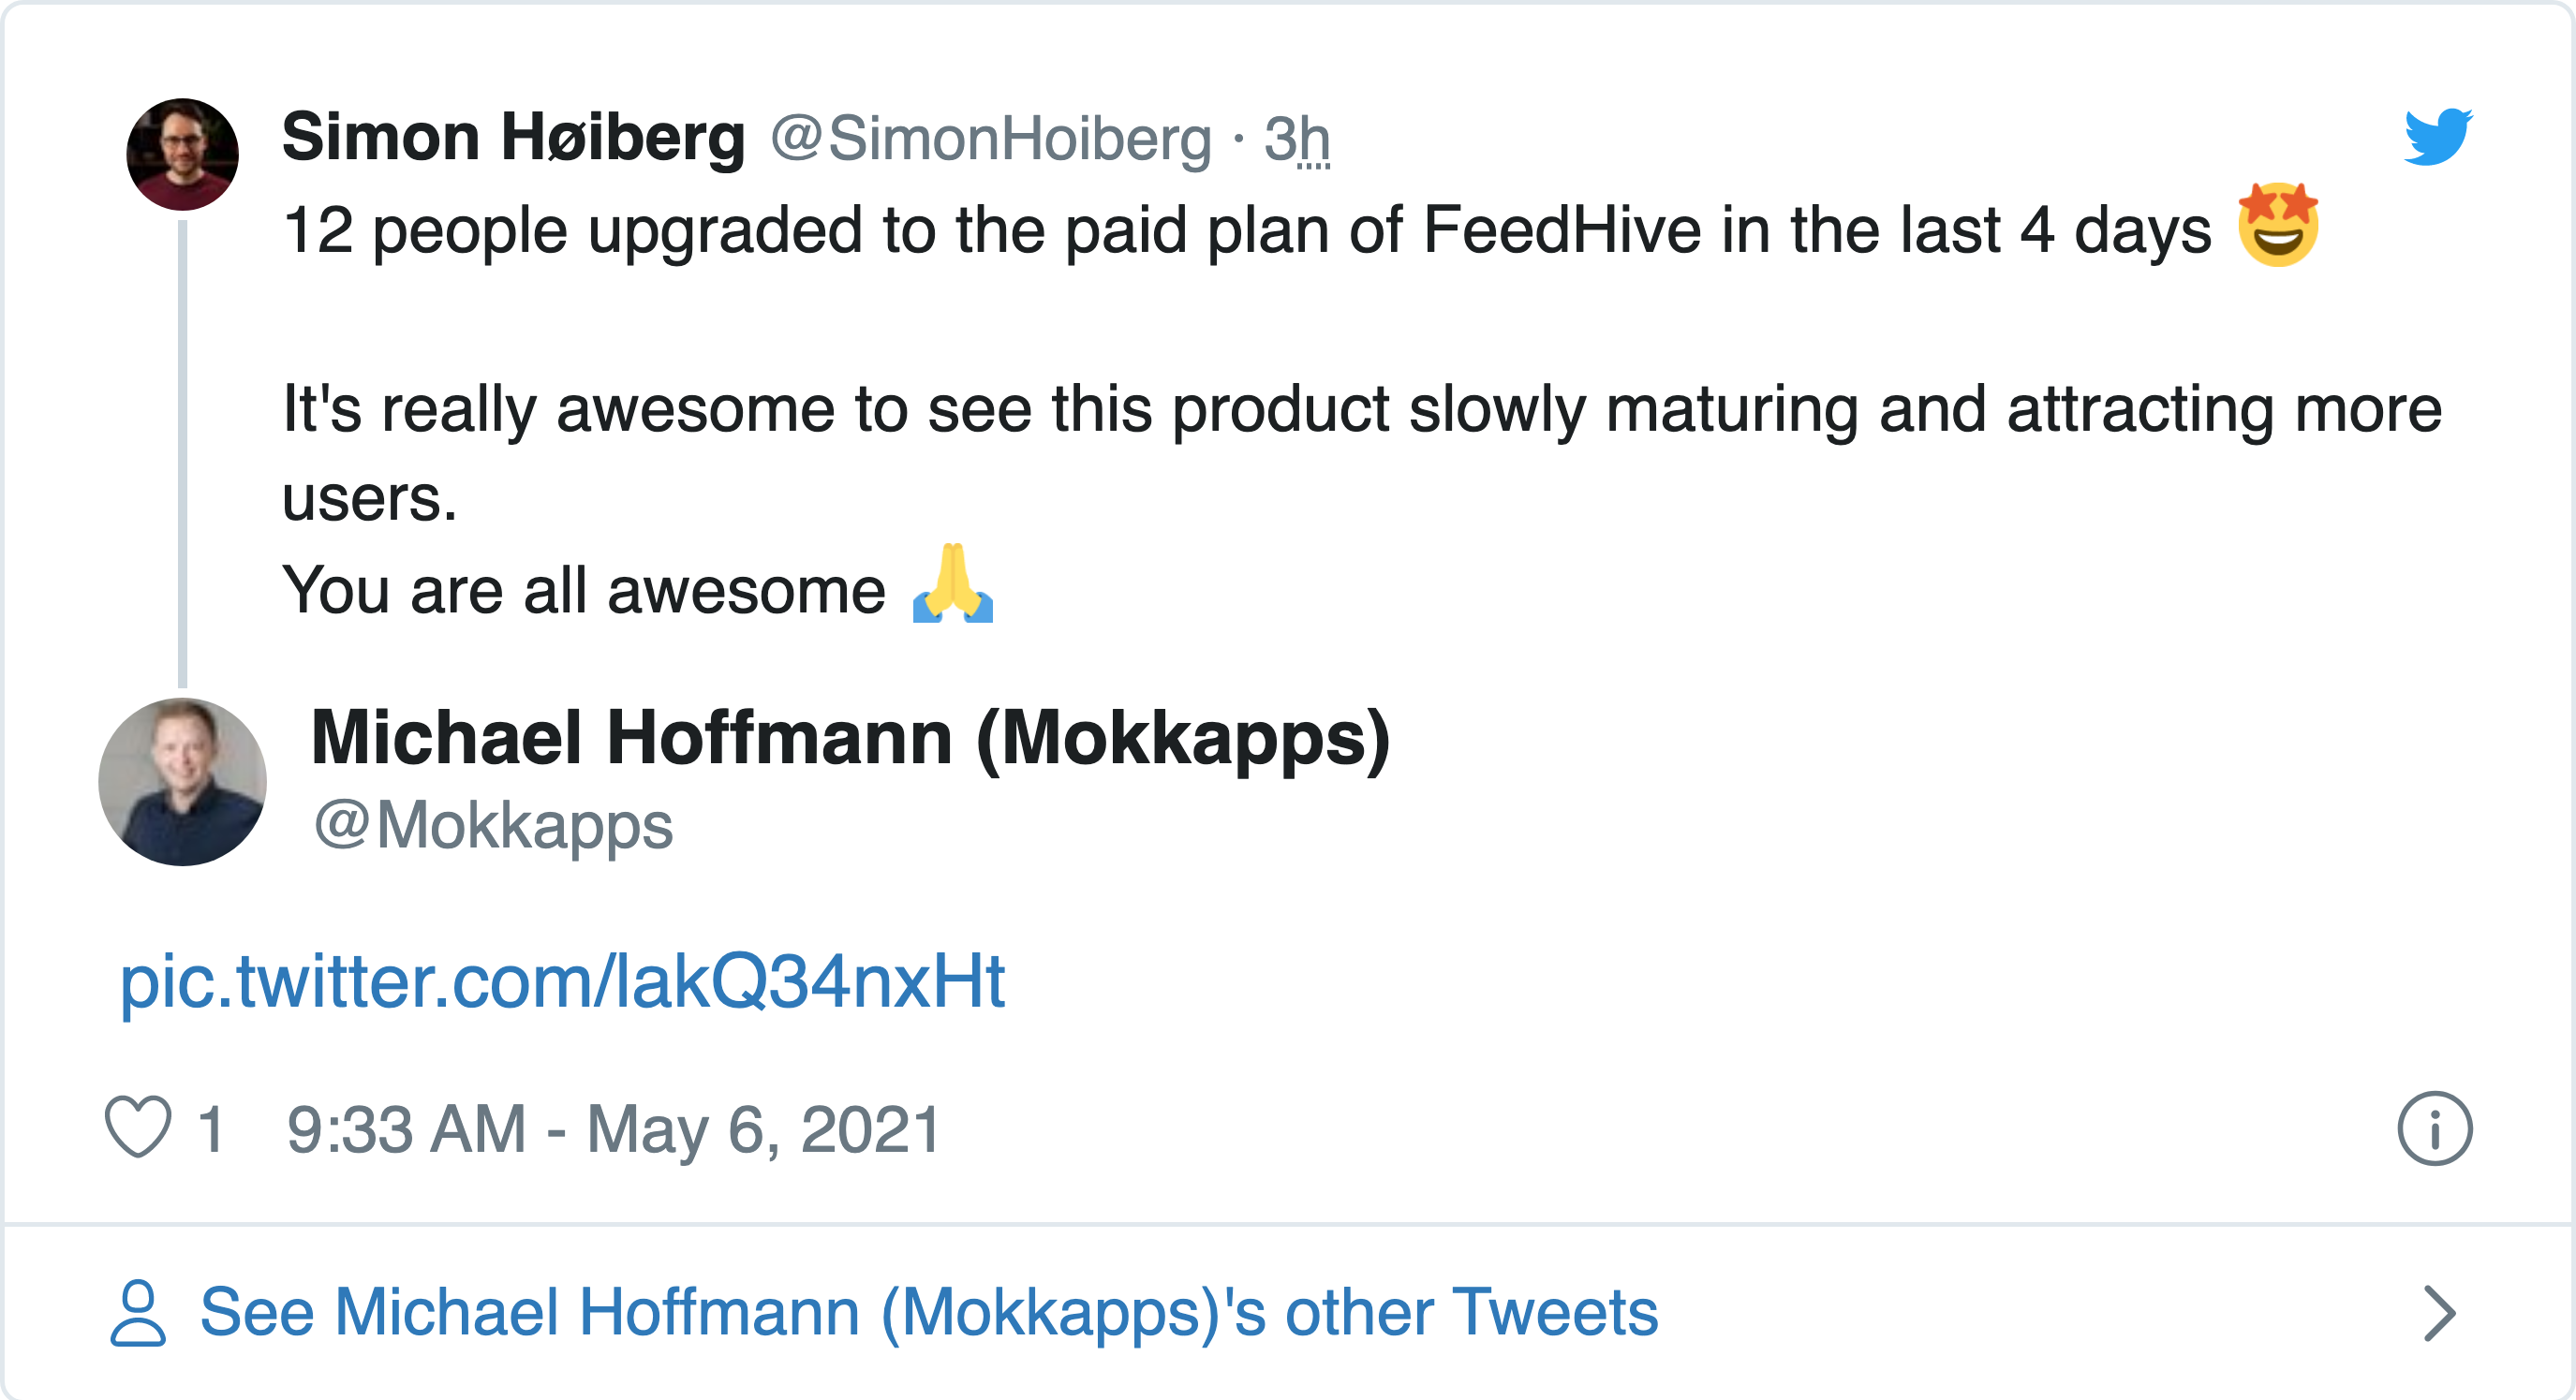 Simon Høiberg @SimonHoiberg · 3h
12 people upgraded to the paid plan of FeedHive in the last 4 days 🤩
It's really awesome to see this product slowly maturing and attracting more
users.
You are all awesome 🙏
Michael Hoffmann (Mokkapps)
@Mokkapps
pic.twitter.com/lakQ34nxHt
1 9:33 AM - May 6, 2021
See Michael Hoffmann (Mokkapps)'s other Tweets